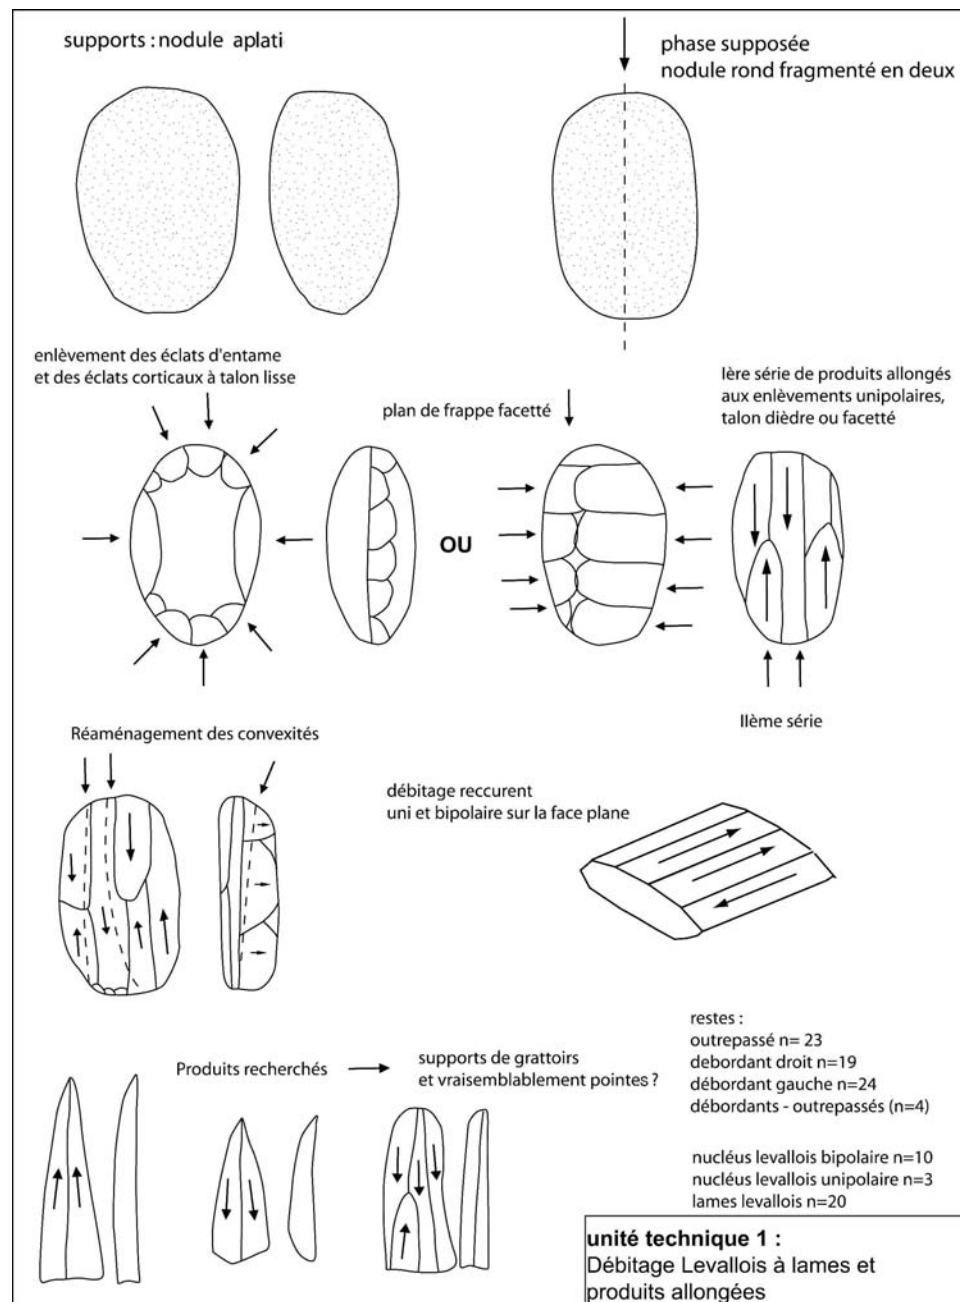 supports : nodule aplati
phase supposée
nodule rond fragmenté en deux
enlèvement des éclats d'entame
et des éclats corticaux à talon lisse
plan de frappe facetté
Ière série de produits allongés
aux enlèvements unipolaires,
talon dièdre ou facetté
OU
IIème série
Réaménagement des convexités
débitage reccurent
uni et bipolaire sur la face plane
Produits recherchés
supports de grattoirs
et vraisemblablement pointes ?
restes :
outrepassé n= 23
debordant droit n=19
débordant gauche n=24
débordants - outrepassés (n=4)
nucléus levallois bipolaire n=10
nucléus levallois unipolaire n=3
lames levallois n=20
unité technique 1 :
Débitage Levallois à lames et
produits allongées